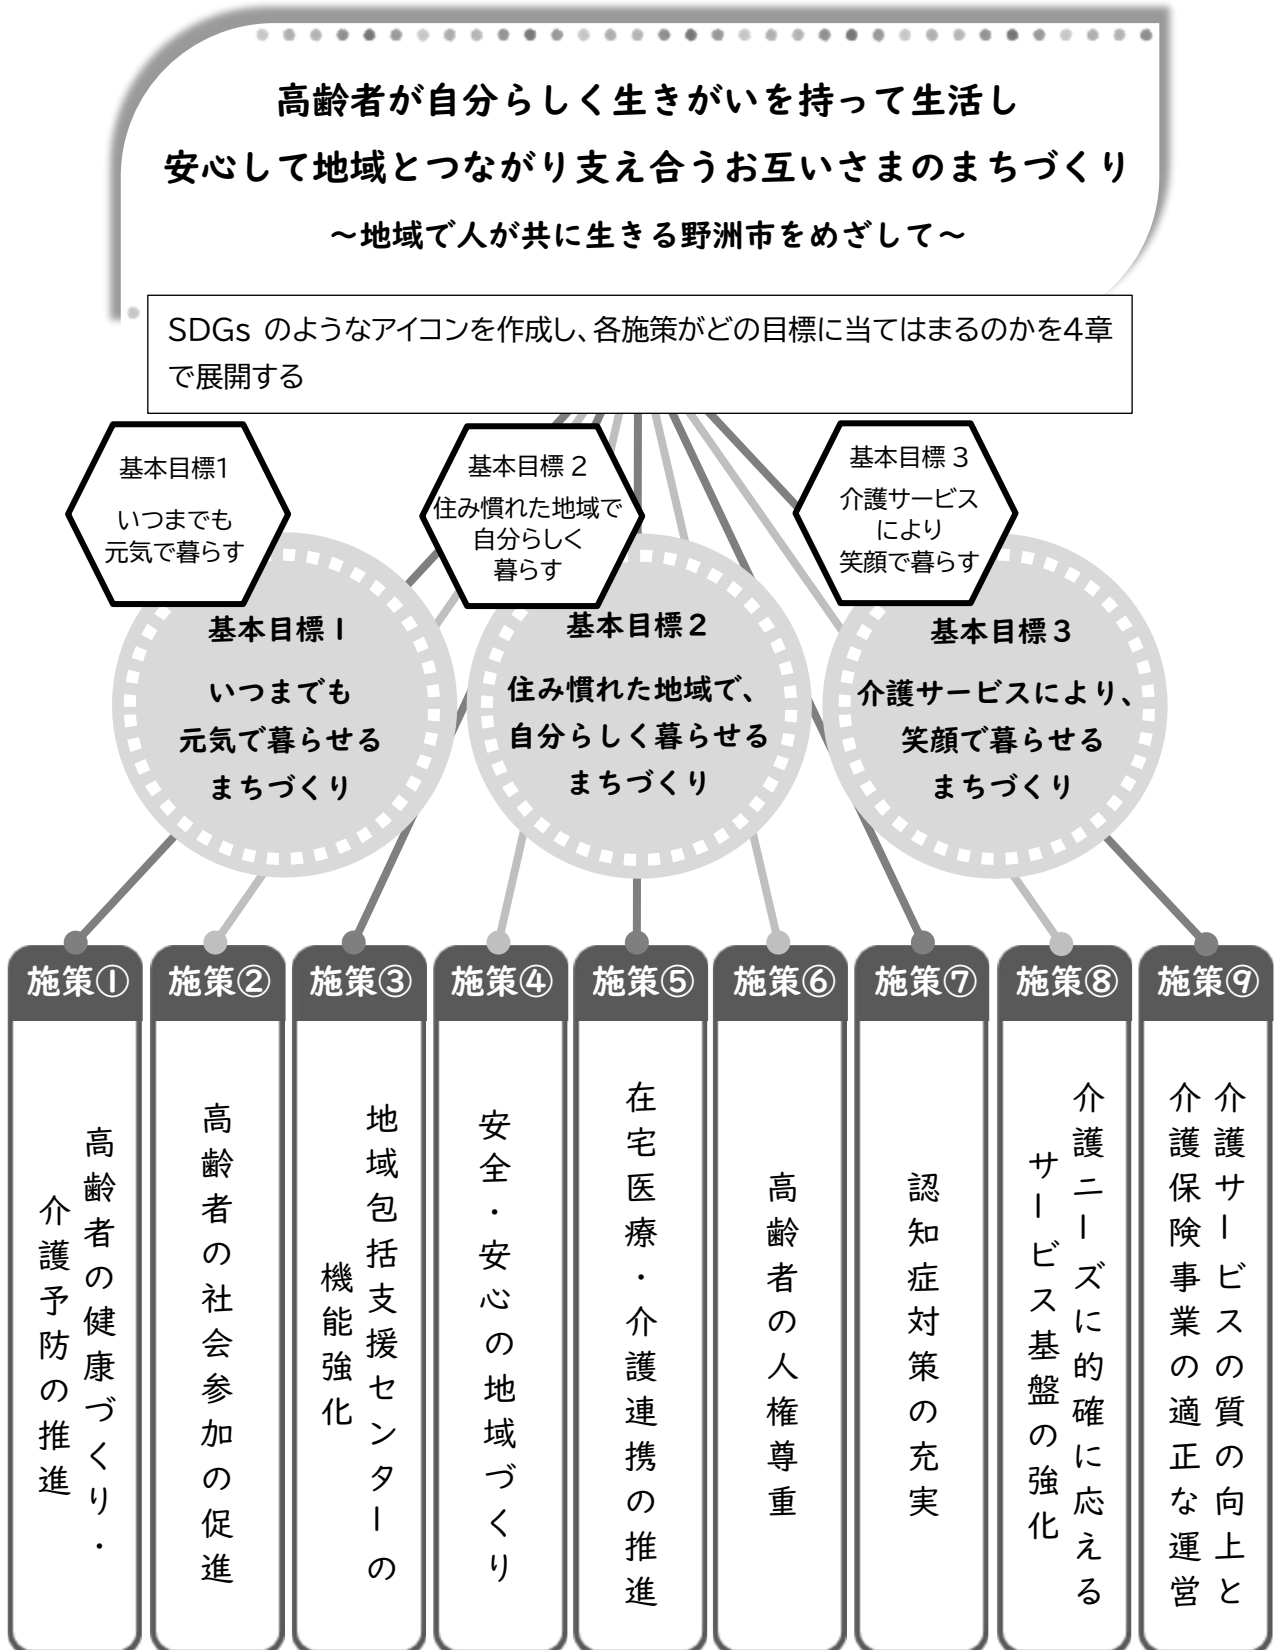 高齢者が自分らしく生きがいを持って生活し
安心して地域とつながり支え合うお互いさまのまちづくり
～地域で人が共に生きる野洲市をめざして～
SDGs のようなアイコンを作成し、各施策がどの目標に当てはまるのかを4章
で展開する
基本目標1
いつまでも
元気で暮らす
基本目標 2
住み慣れた地域で
自分らしく
暮らす
基本目標 3
介護サービス
により
笑顔で暮らす
基本目標1
いつまでも
元気で暮らせる
まちづくり
基本目標2
住み慣れた地域で、
自分らしく暮らせる
まちづくり
基本目標3
介護サービスにより、
笑顔で暮らせる
まちづくり
施策①
高齢者の健康づくり・
介護予防の推進
施策②
高齢者の社会参加の促進
施策③
地域包括支援センターの
機能強化
施策④
安全・安心の地域づくり
施策⑤
在宅医療・介護連携の推進
施策⑥
高齢者の人権尊重
施策⑦
認知症対策の充実
施策⑧
介護ニーズに的確に応える
サービス基盤の強化
施策⑨
介護サービスの質の向上と
介護保険事業の適正な運営